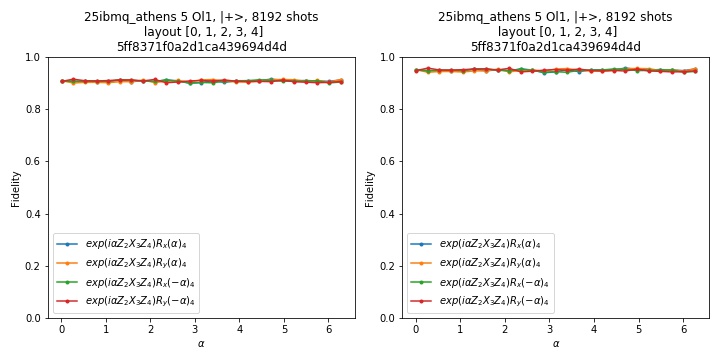 25ibmq_athens 5 Ol1, |+>, 8192 shots
layout [0, 1, 2, 3, 4]
5ff8371f0a2d1ca439694d4d
1.0
0.8
0.6
0.4
0.2
0.0
Fidelity
exp(iαZ₂X₃Z₄)Rₓ(α)₄
exp(iαZ₂X₃Z₄)Rᵧ(α)₄
exp(iαZ₂X₃Z₄)Rₓ(−α)₄
exp(iαZ₂X₃Z₄)Rᵧ(−α)₄
0 1 2 3 4 5 6
α
25ibmq_athens 5 Ol1, |+>, 8192 shots
layout [0, 1, 2, 3, 4]
5ff8371f0a2d1ca439694d4d
1.0
0.8
0.6
0.4
0.2
0.0
Fidelity
exp(iαZ₂X₃Z₄)Rₓ(α)₄
exp(iαZ₂X₃Z₄)Rᵧ(α)₄
exp(iαZ₂X₃Z₄)Rₓ(−α)₄
exp(iαZ₂X₃Z₄)Rᵧ(−α)₄
0 1 2 3 4 5 6
α